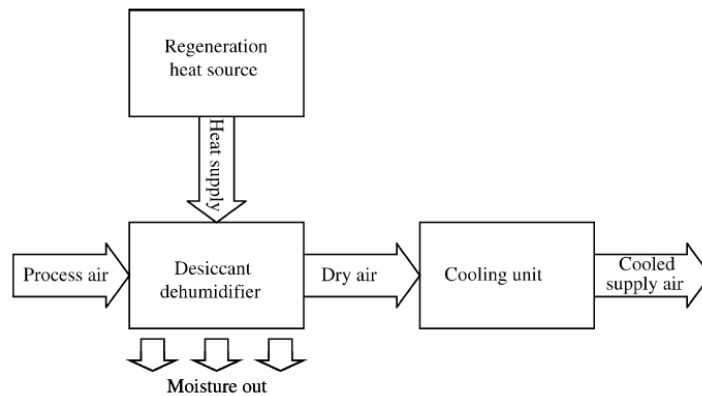 Regeneration
heat source
Heat supply
Process air
Desiccant
dehumidifier
Dry air
Cooling unit
Cooled
supply air
Moisture out